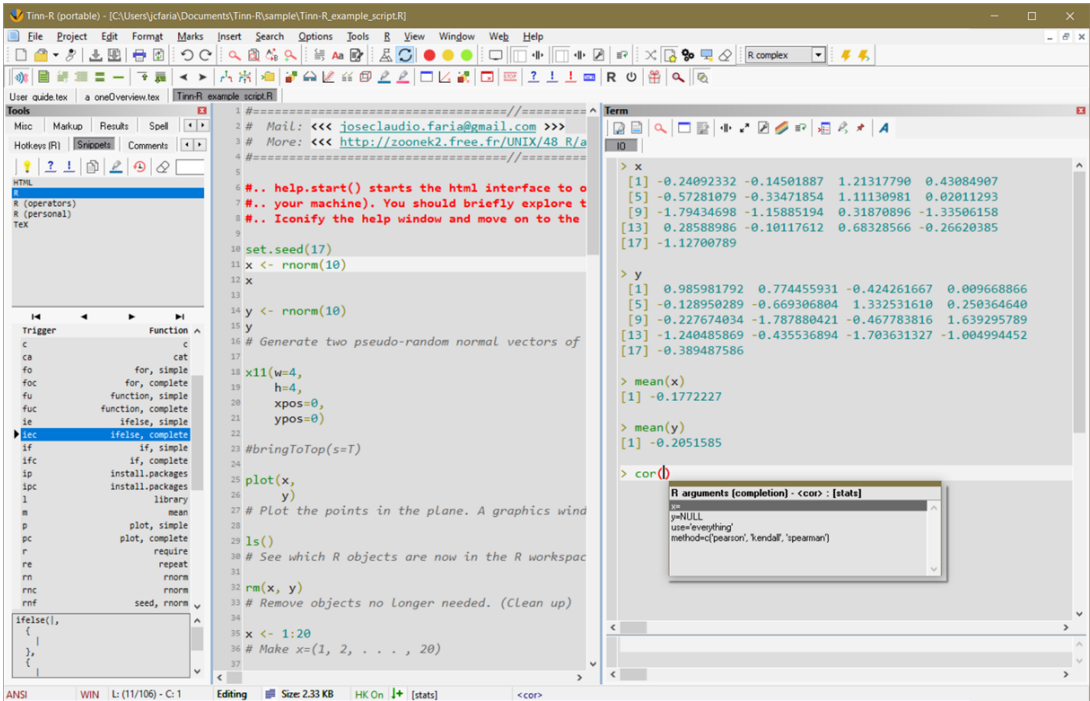 Tinn-R (portable) - [C:\Users\jcfaria\Documents\Tinn-R\sample\Tinn-R_example_script.R]
File Project Edit Format Marks Insert Search Options Tools R View Window Web Help
R complex
User guide.tex a_oneOverview.tex Tinn-R_example_script.R
Tools
Misc Markup Results Spell
Hotkeys (R) Snippets Comments
HTML
R
R (operators)
R (personal)
TeX
Trigger Function
c c
ca cat
fo for, simple
foc for, complete
fu function, simple
fuc function, complete
ie ifelse, simple
iec ifelse, complete
if if, simple
ifc if, complete
ip install.packages
ipc install.packages
l library
m mean
p plot, simple
pc plot, complete
r require
re repeat
rn rnorm
rnc rnorm
rnf seed, rnorm
ifelse(|,
{
|
},
{
|
1 #===================================//==========
2 # Mail: <<< joseclaudio.faria@gmail.com >>>
3 # More: <<< http://zoonek2.free.fr/UNIX/48_R/a
4 #===================================//==========
5
6 #.. help.start() starts the html interface to o
7 #.. your machine). You should briefly explore t
8 #.. Iconify the help window and move on to the
9
10 set.seed(17)
11 x <- rnorm(10)
12 x
13
14 y <- rnorm(10)
15 y
16 # Generate two pseudo-random normal vectors of
17
18 x11(w=4,
19 h=4,
20 xpos=0,
21 ypos=0)
22
23 #bringToTop(s=T)
24
25 plot(x,
26 y)
27 # Plot the points in the plane. A graphics wind
28
29 ls()
30 # See which R objects are now in the R workspac
31
32 rm(x, y)
33 # Remove objects no longer needed. (Clean up)
34
35 x <- 1:20
36 # Make x=(1, 2, . . . , 20)
37
Term
IO
> x
[1] -0.24092332 -0.14501887 1.21317790 0.43084907
[5] -0.57281079 -0.33471854 1.11130981 0.02011293
[9] -1.79434698 -1.15885194 0.31870896 -1.33506158
[13] 0.28588986 -0.10117612 0.68328566 -0.26620385
[17] -1.12700789
> y
[1] 0.985981792 0.774455931 -0.424261667 0.009668866
[5] -0.128950289 -0.669306804 1.332531610 0.250364640
[9] -0.227674034 -1.787880421 -0.467783816 1.639295789
[13] -1.240485869 -0.435536894 -1.703631327 -1.004994452
[17] -0.389487586
> mean(x)
[1] -0.1772227
> mean(y)
[1] -0.2051585
> cor()
R arguments (completion) - <cor> : [stats]
x=
y=NULL
use='everything'
method=c('pearson', 'kendall', 'spearman')
ANSI WIN L: (11/106) - C: 1 Editing Size: 2.33 KB HK On [stats] <cor>